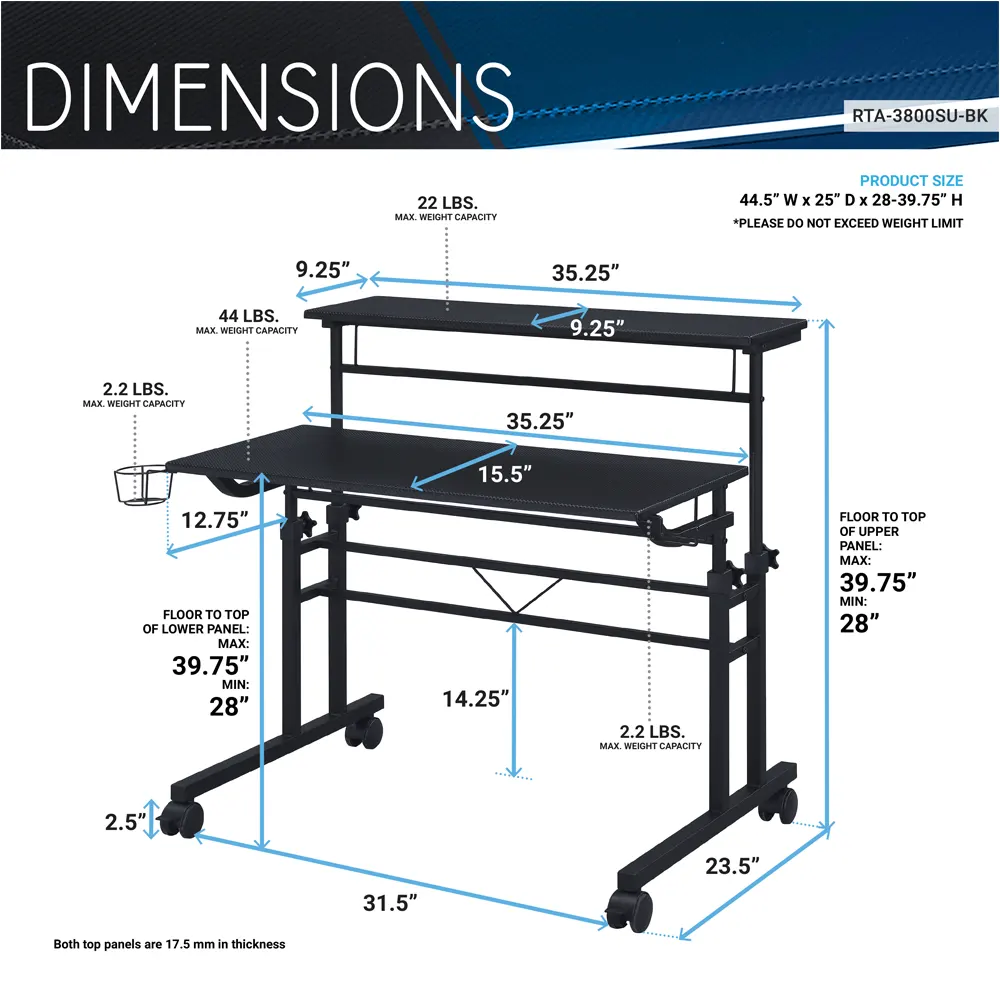 DIMENSIONS
RTA-3800SU-BK
PRODUCT SIZE
44.5” W x 25” D x 28-39.75” H
*PLEASE DO NOT EXCEED WEIGHT LIMIT
22 LBS.
MAX. WEIGHT CAPACITY
9.25”
35.25”
44 LBS.
MAX. WEIGHT CAPACITY
9.25”
2.2 LBS.
MAX. WEIGHT CAPACITY
35.25”
15.5”
12.75”
FLOOR TO TOP
OF UPPER
PANEL:
MAX:
39.75”
MIN:
28”
FLOOR TO TOP
OF LOWER PANEL:
MAX:
39.75”
MIN:
28”
14.25”
2.2 LBS.
MAX. WEIGHT CAPACITY
2.5”
23.5”
31.5”
Both top panels are 17.5 mm in thickness